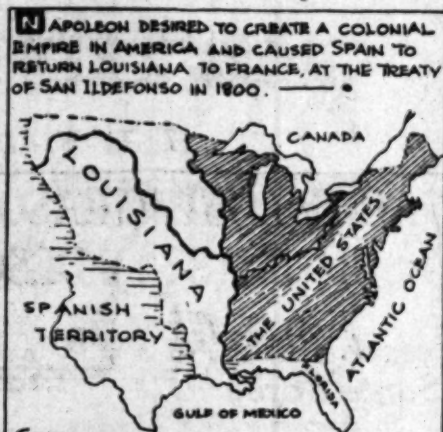 NAPOLEON DESIRED TO CREATE A COLONIAL
EMPIRE IN AMERICA AND CAUSED SPAIN TO
RETURN LOUISIANA TO FRANCE, AT THE TREATY
OF SAN ILDEFONSO IN 1800.
CANADA
LOUISIANA
THE UNITED STATES
ATLANTIC OCEAN
SPANISH
TERRITORY
FLORIDA
GULF OF MEXICO